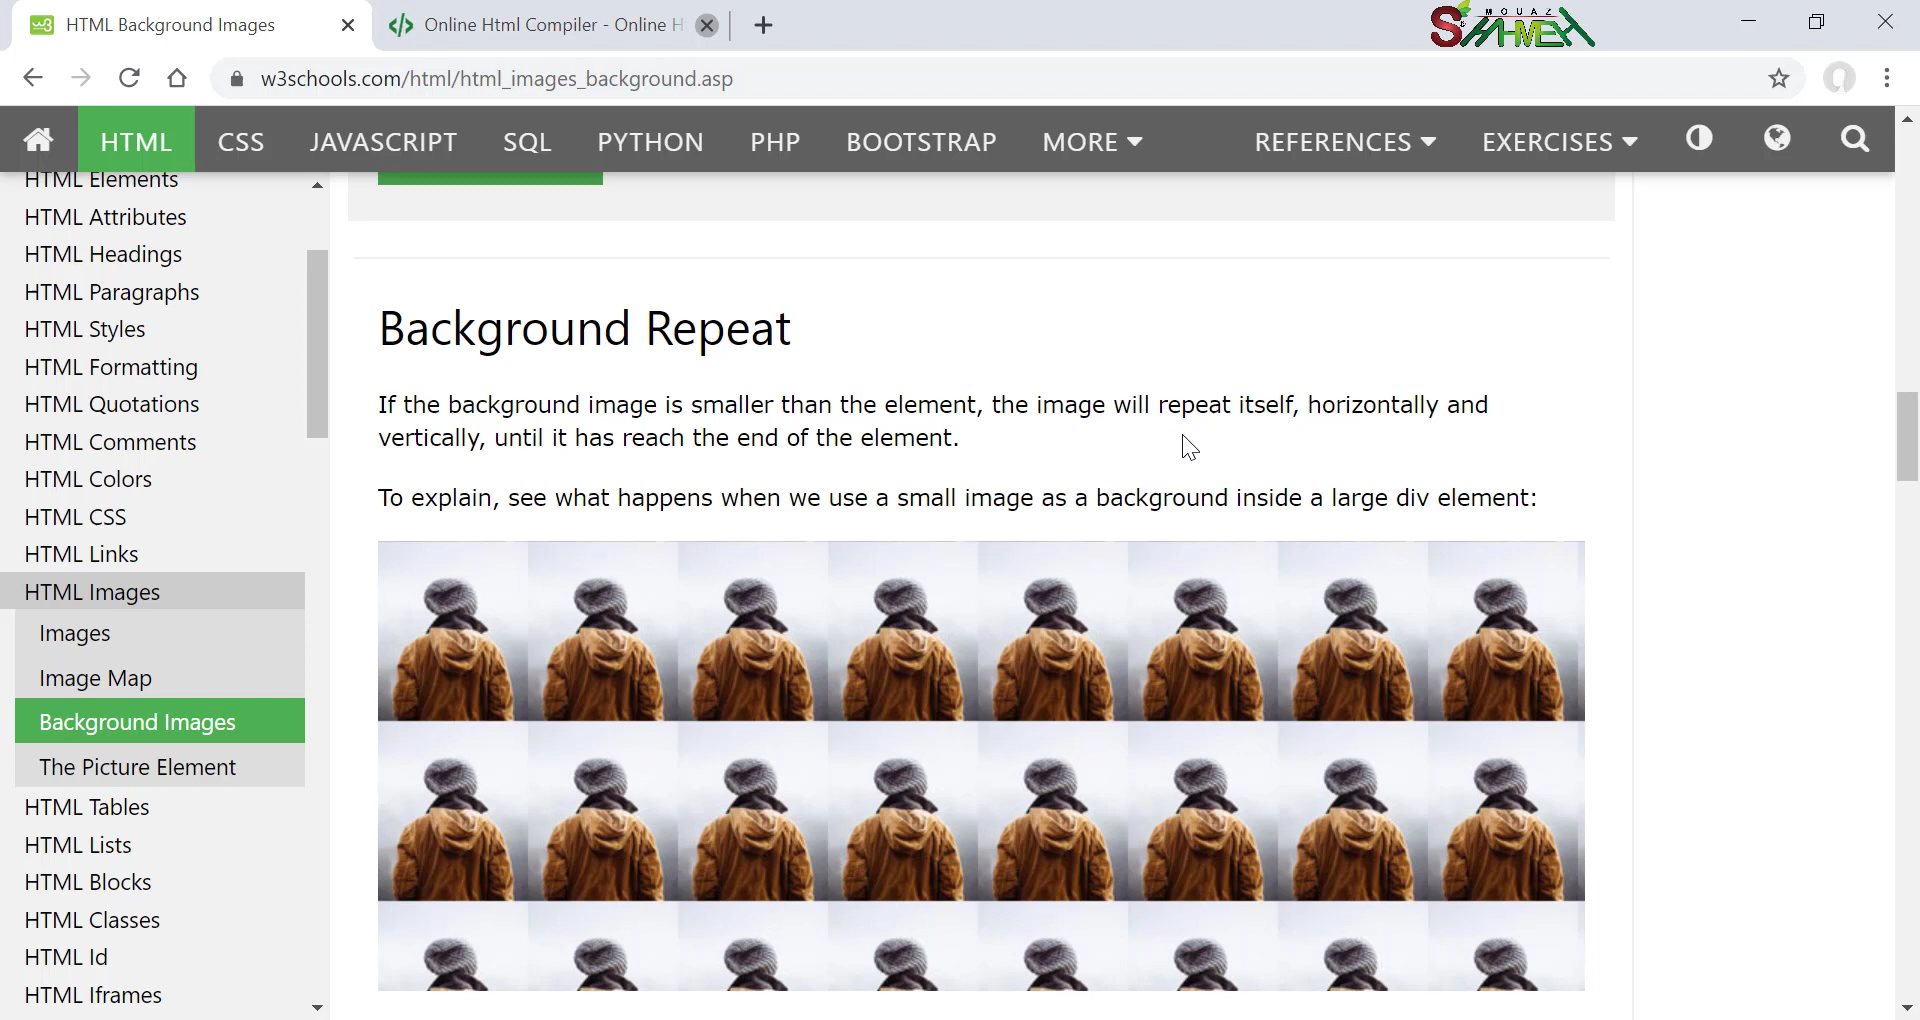 HTML Background Images
Online Html Compiler - Online H
MOUAZ
w3schools.com/html/html_images_background.asp
HTML CSS JAVASCRIPT SQL PYTHON PHP BOOTSTRAP MORE REFERENCES EXERCISES
HTML Elements
HTML Attributes
HTML Headings
HTML Paragraphs
HTML Styles
HTML Formatting
HTML Quotations
HTML Comments
HTML Colors
HTML CSS
HTML Links
HTML Images
Images
Image Map
Background Images
The Picture Element
HTML Tables
HTML Lists
HTML Blocks
HTML Classes
HTML Id
HTML Iframes
Background Repeat
If the background image is smaller than the element, the image will repeat itself, horizontally and
vertically, until it has reach the end of the element.
To explain, see what happens when we use a small image as a background inside a large div element: